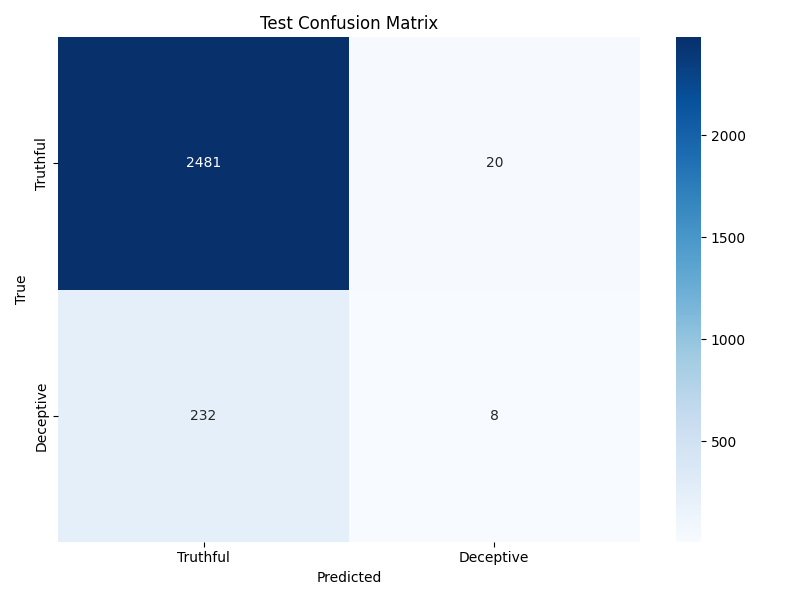 Test Confusion Matrix
True
Truthful
Deceptive
2481
20
232
8
Truthful
Deceptive
Predicted
2000
1500
1000
500